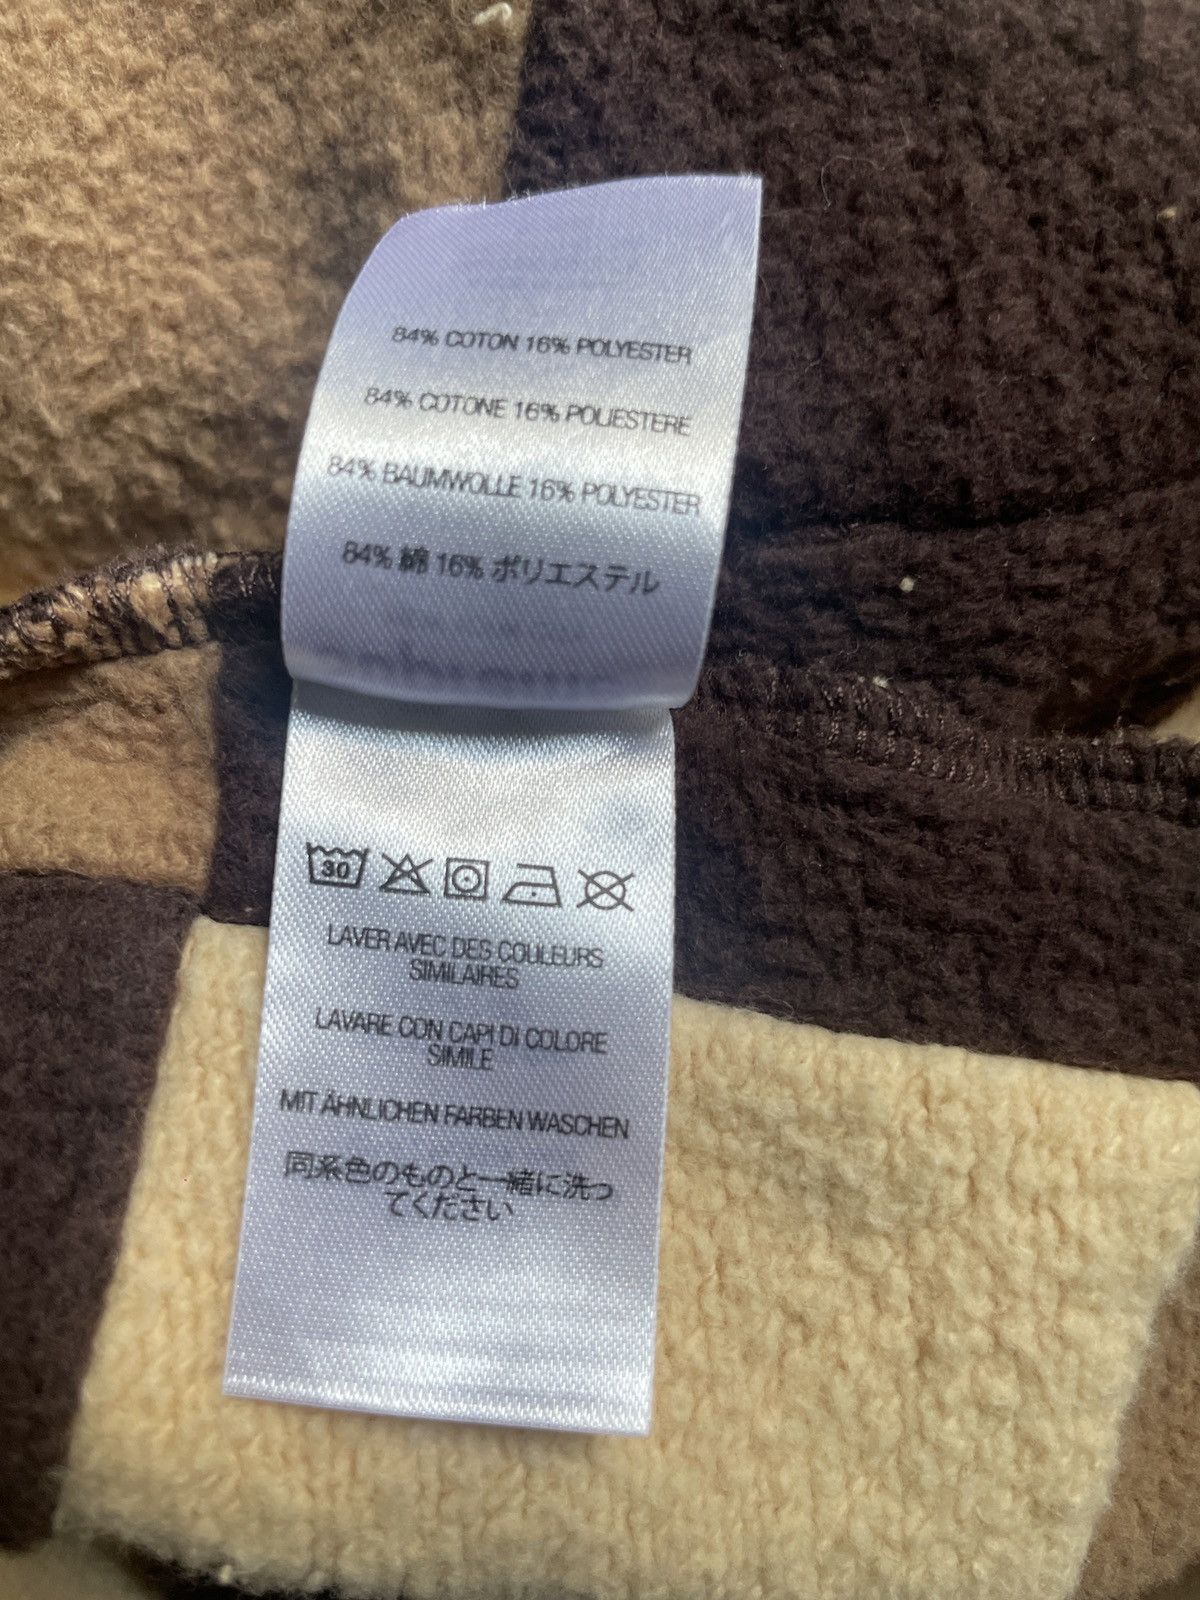 84% COTON 16% POLYESTER
84% COTONE 16% POLIESTERE
84% BAUMWOLLE 16% POLYESTER
84% 綿 16% ポリエステル
30
LAVER AVEC DES COULEURS
SIMILAIRES
LAVARE CON CAPI DI COLORE
SIMILE
MIT ÄHNLICHEN FARBEN WASCHEN
同系色のものと一緒に洗っ
てください